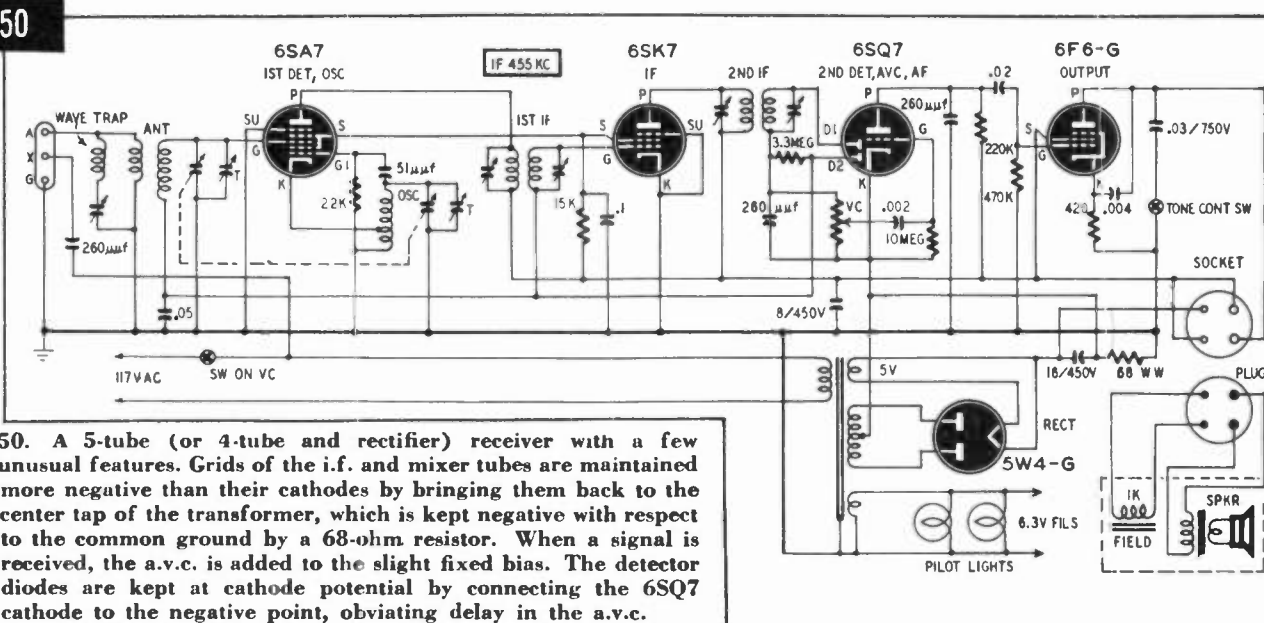 50
6SA7
1ST DET, OSC
IF 455 KC
6SK7
IF
2ND IF
6SQ7
2ND DET, AVC, AF
6F6-G
OUTPUT
WAVE TRAP
ANT
A
X
G
SU
G
P
S
G1
K
51μμf
OSC
22K
T
T
1ST IF
S
G
P
SU
K
15K
.1
D1
D2
P
G
K
3.3MEG
260μμf
VC
.002
10MEG
260μμf
220K
470K
.02
P
S
G
K
420
.004
.03/750V
TONE CONT SW
SOCKET
260μμf
.05
8/450V
117VAC
SW ON VC
5V
16/450V
68 WW
PLUG
RECT
5W4-G
6.3V FILS
PILOT LIGHTS
1K
FIELD
SPKR
50. A 5-tube (or 4-tube and rectifier) receiver with a few
unusual features. Grids of the i.f. and mixer tubes are maintained
more negative than their cathodes by bringing them back to the
center tap of the transformer, which is kept negative with respect
to the common ground by a 68-ohm resistor. When a signal is
received, the a.v.c. is added to the slight fixed bias. The detector
diodes are kept at cathode potential by connecting the 6SQ7
cathode to the negative point, obviating delay in the a.v.c.